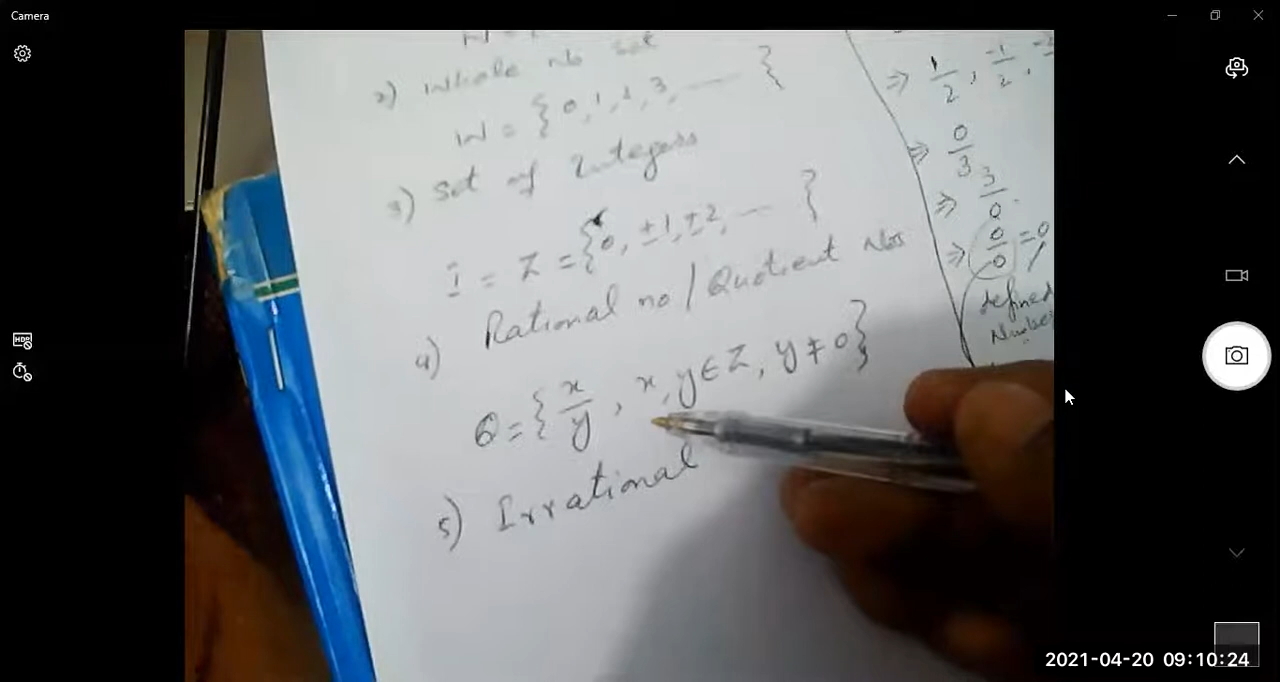 Camera
2) Whole No set
W = { 0, 1, 2, 3, ---- }
3) Set of Integers
I = Z = { 0, ±1, ±2, --- }
4) Rational no / Quotient Nos
Q = { x/y , x, y ∈ Z, y ≠ 0 }
5) Irrational
⇒ 1/2 , -1/2 ,
⇒ 0/3
⇒ 3/0
⇒ 0/0 = 0/
defined
HDR
2021-04-20 09:10:24